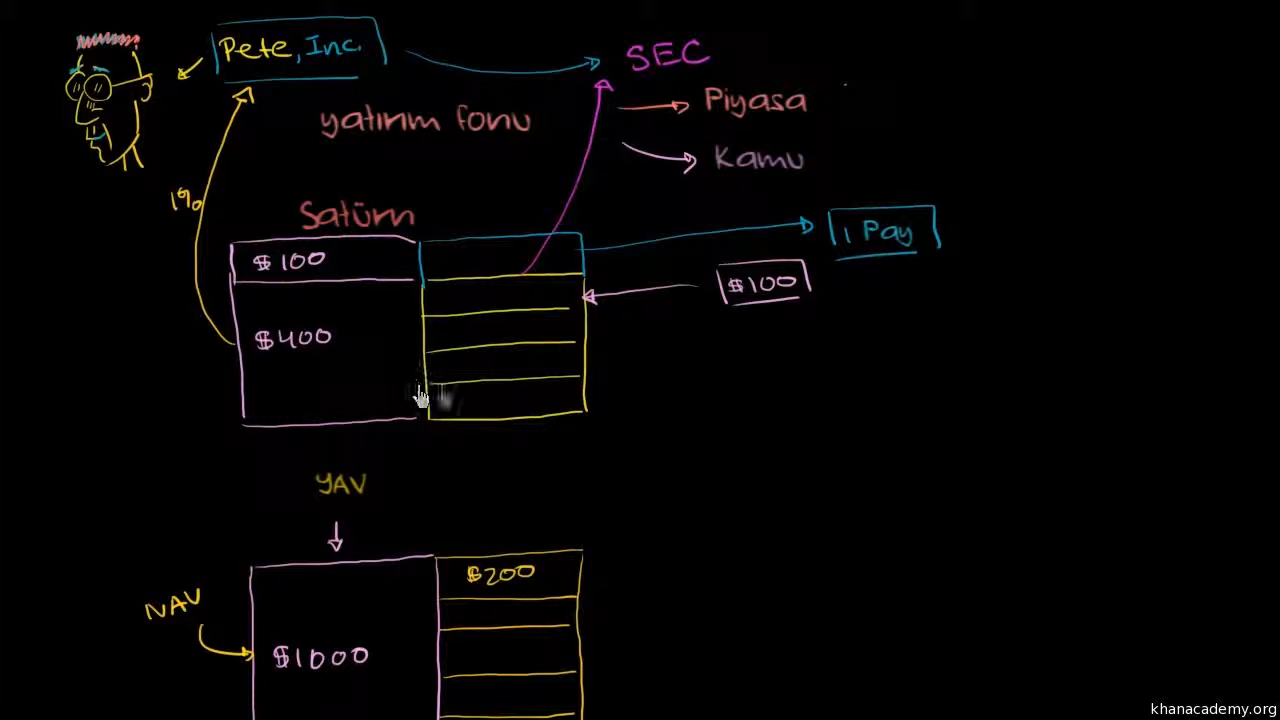 Pete, Inc.
SEC
Piyasa
yatırım fonu
Kamu
1%
Satürn
1 Pay
$100
$100
$400
YAV
$200
NAV
$1000
khanacademy.org